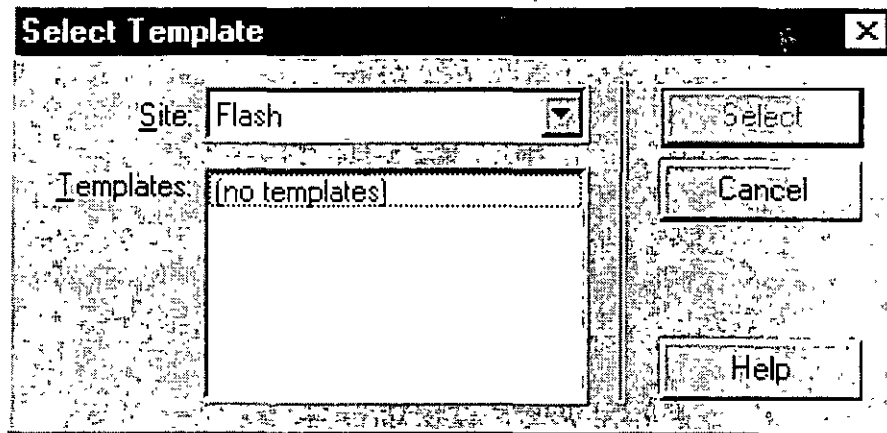 Select Template
Site: Flash Select
Templates: (no templates) Cancel
Help